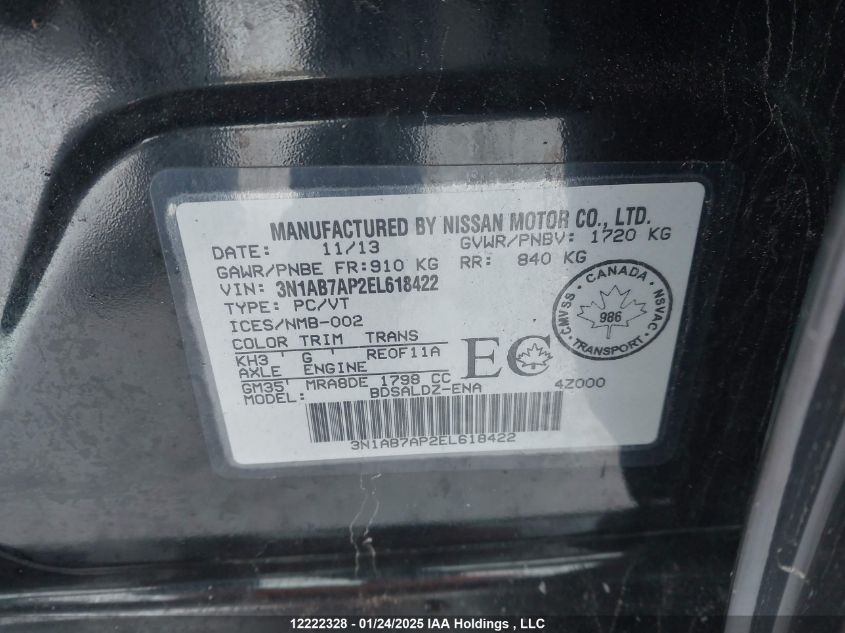 MANUFACTURED BY NISSAN MOTOR CO., LTD.
DATE: 11/13 GVWR/PNBV: 1720 KG
GAWR/PNBE FR:910 KG RR: 840 KG
VIN: 3N1AB7AP2EL618422
TYPE: PC/VT
ICES/NMB-002
COLOR TRIM TRANS
KH3 G REOF11A
AXLE ENGINE
GM35 MRA8DE 1798 CC
MODEL: BDSALDZ-ENA
EC
4Z000
CANADA
CMVSS 986 NSVAC
TRANSPORT
3N1AB7AP2EL618422
12222328 - 01/24/2025 IAA Holdings , LLC